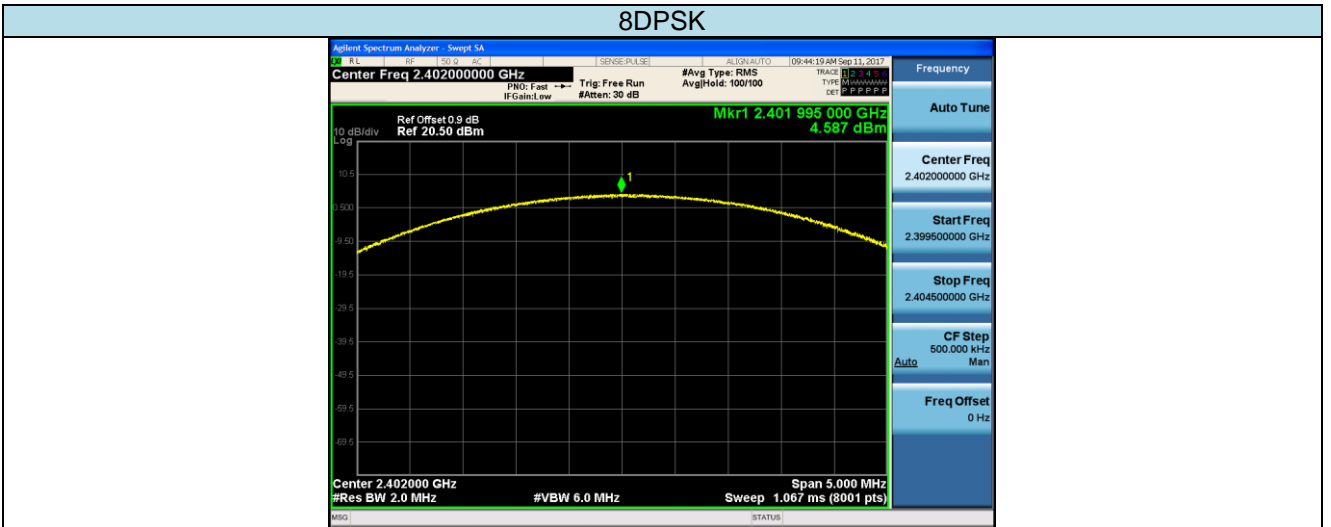 8DPSK
Agilent Spectrum Analyzer - Swept SA
RL RF 50 Ω AC SENSE:PULSE ALIGN AUTO 09:44:19 AM Sep 11, 2017
Center Freq 2.402000000 GHz
PNO: Fast
IFGain:Low
Trig: Free Run
#Atten: 30 dB
#Avg Type: RMS
Avg|Hold: 100/100
TRACE 1 2 3 4 5 6
TYPE M
DET P P P P P P
Ref Offset 0.9 dB
10 dB/div Ref 20.50 dBm
Log
Mkr1 2.401 995 000 GHz
4.587 dBm
1
10.5
0.500
-9.50
-19.5
-29.5
-39.5
-49.5
-59.5
-69.5
Center 2.402000 GHz Span 5.000 MHz
#Res BW 2.0 MHz #VBW 6.0 MHz Sweep 1.067 ms (8001 pts)
MSG STATUS
Frequency
Auto Tune
Center Freq
2.402000000 GHz
Start Freq
2.399500000 GHz
Stop Freq
2.404500000 GHz
CF Step
500.000 kHz
Auto Man
Freq Offset
0 Hz